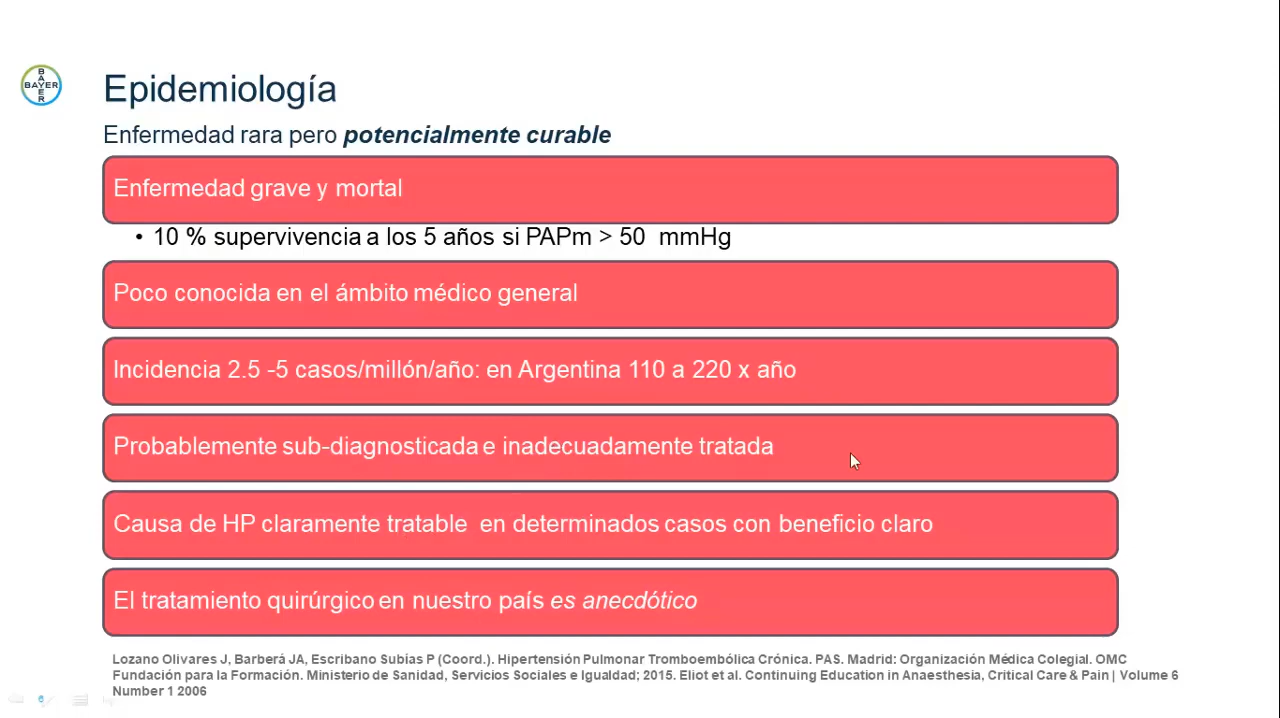 BAYER
BAYER
Epidemiología
Enfermedad rara pero potencialmente curable
Enfermedad grave y mortal
• 10 % supervivencia a los 5 años si PAPm > 50 mmHg
Poco conocida en el ámbito médico general
Incidencia 2.5 -5 casos/millón/año: en Argentina 110 a 220 x año
Probablemente sub-diagnosticada e inadecuadamente tratada
Causa de HP claramente tratable en determinados casos con beneficio claro
El tratamiento quirúrgico en nuestro país es anecdótico
Lozano Olivares J, Barberá JA, Escribano Subías P (Coord.). Hipertensión Pulmonar Tromboembólica Crónica. PAS. Madrid: Organización Médica Colegial. OMC
Fundación para la Formación. Ministerio de Sanidad, Servicios Sociales e Igualdad; 2015. Eliot et al. Continuing Education in Anaesthesia, Critical Care & Pain | Volume 6
Number 1 2006